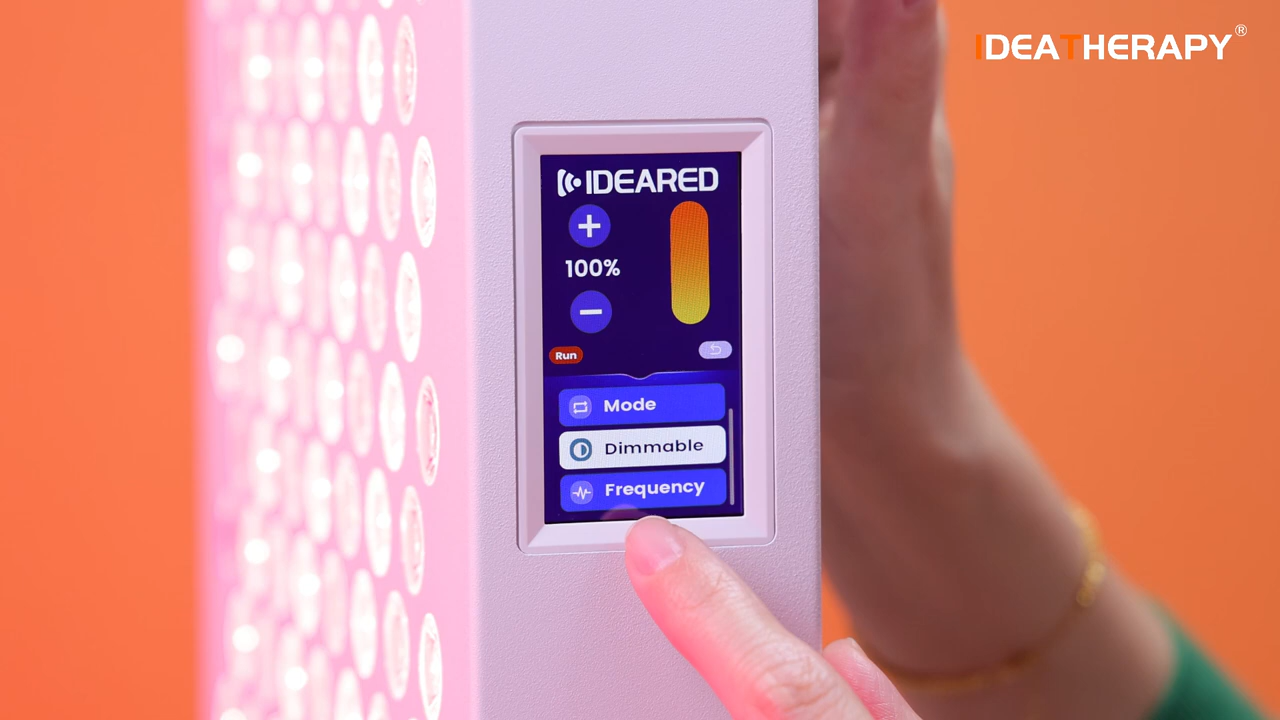 IDEATHERAPY®
IDEARED
100%
Run
Mode
Dimmable
Frequency